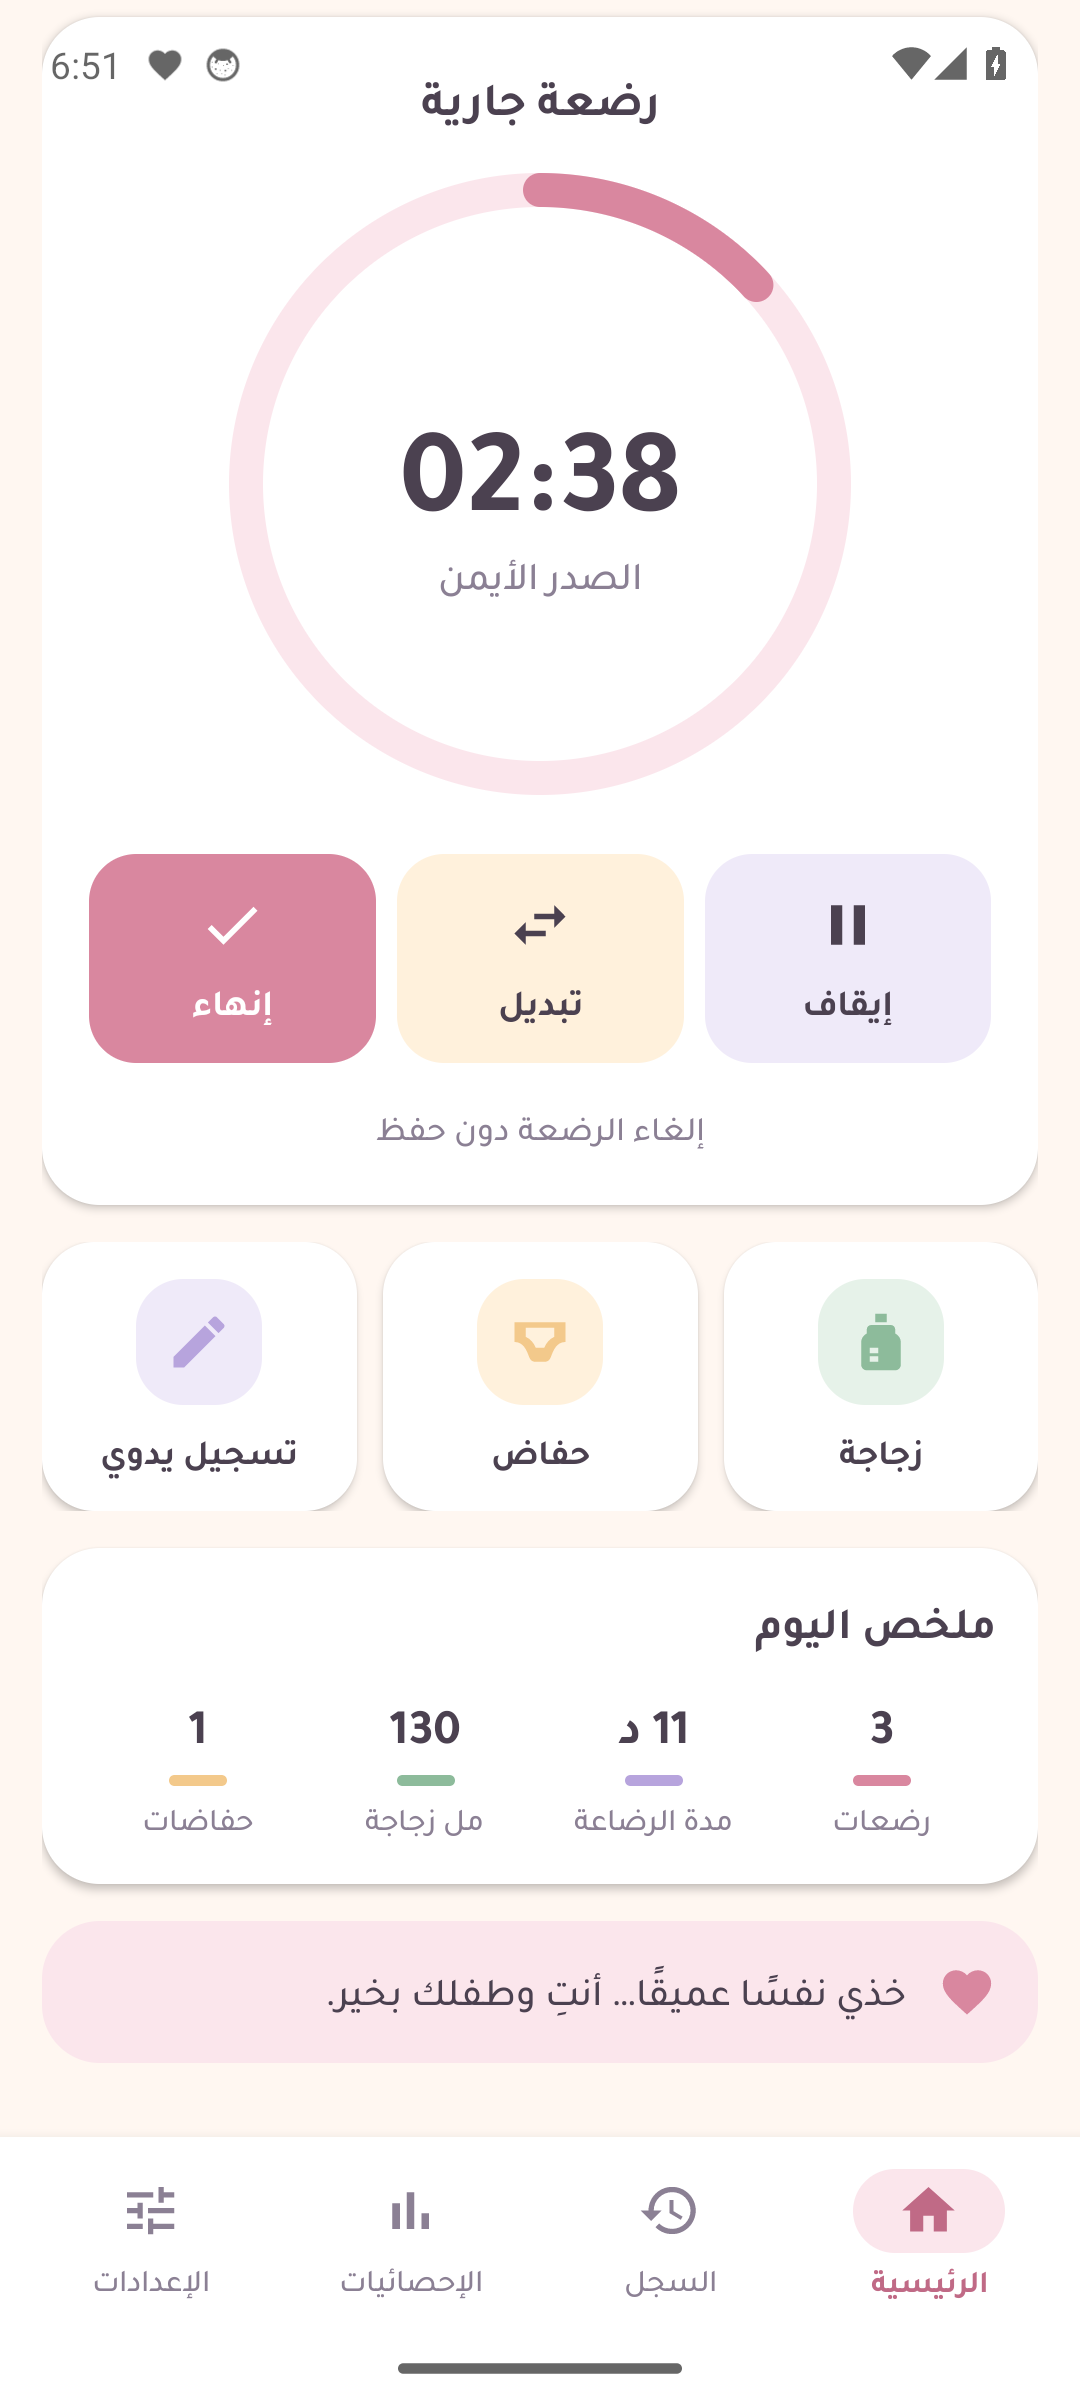 6:51
رضعة جارية
02:38
الصدر الأيمن
إيقاف
تبديل
إنهاء
إلغاء الرضعة دون حفظ
زجاجة
حفاض
تسجيل يدوي
ملخص اليوم
3
11 د
130
1
رضعات
مدة الرضاعة
مل زجاجة
حفاضات
خذي نفسًا عميقًا... أنتِ وطفلك بخير.
الرئيسية
السجل
الإحصائيات
الإعدادات